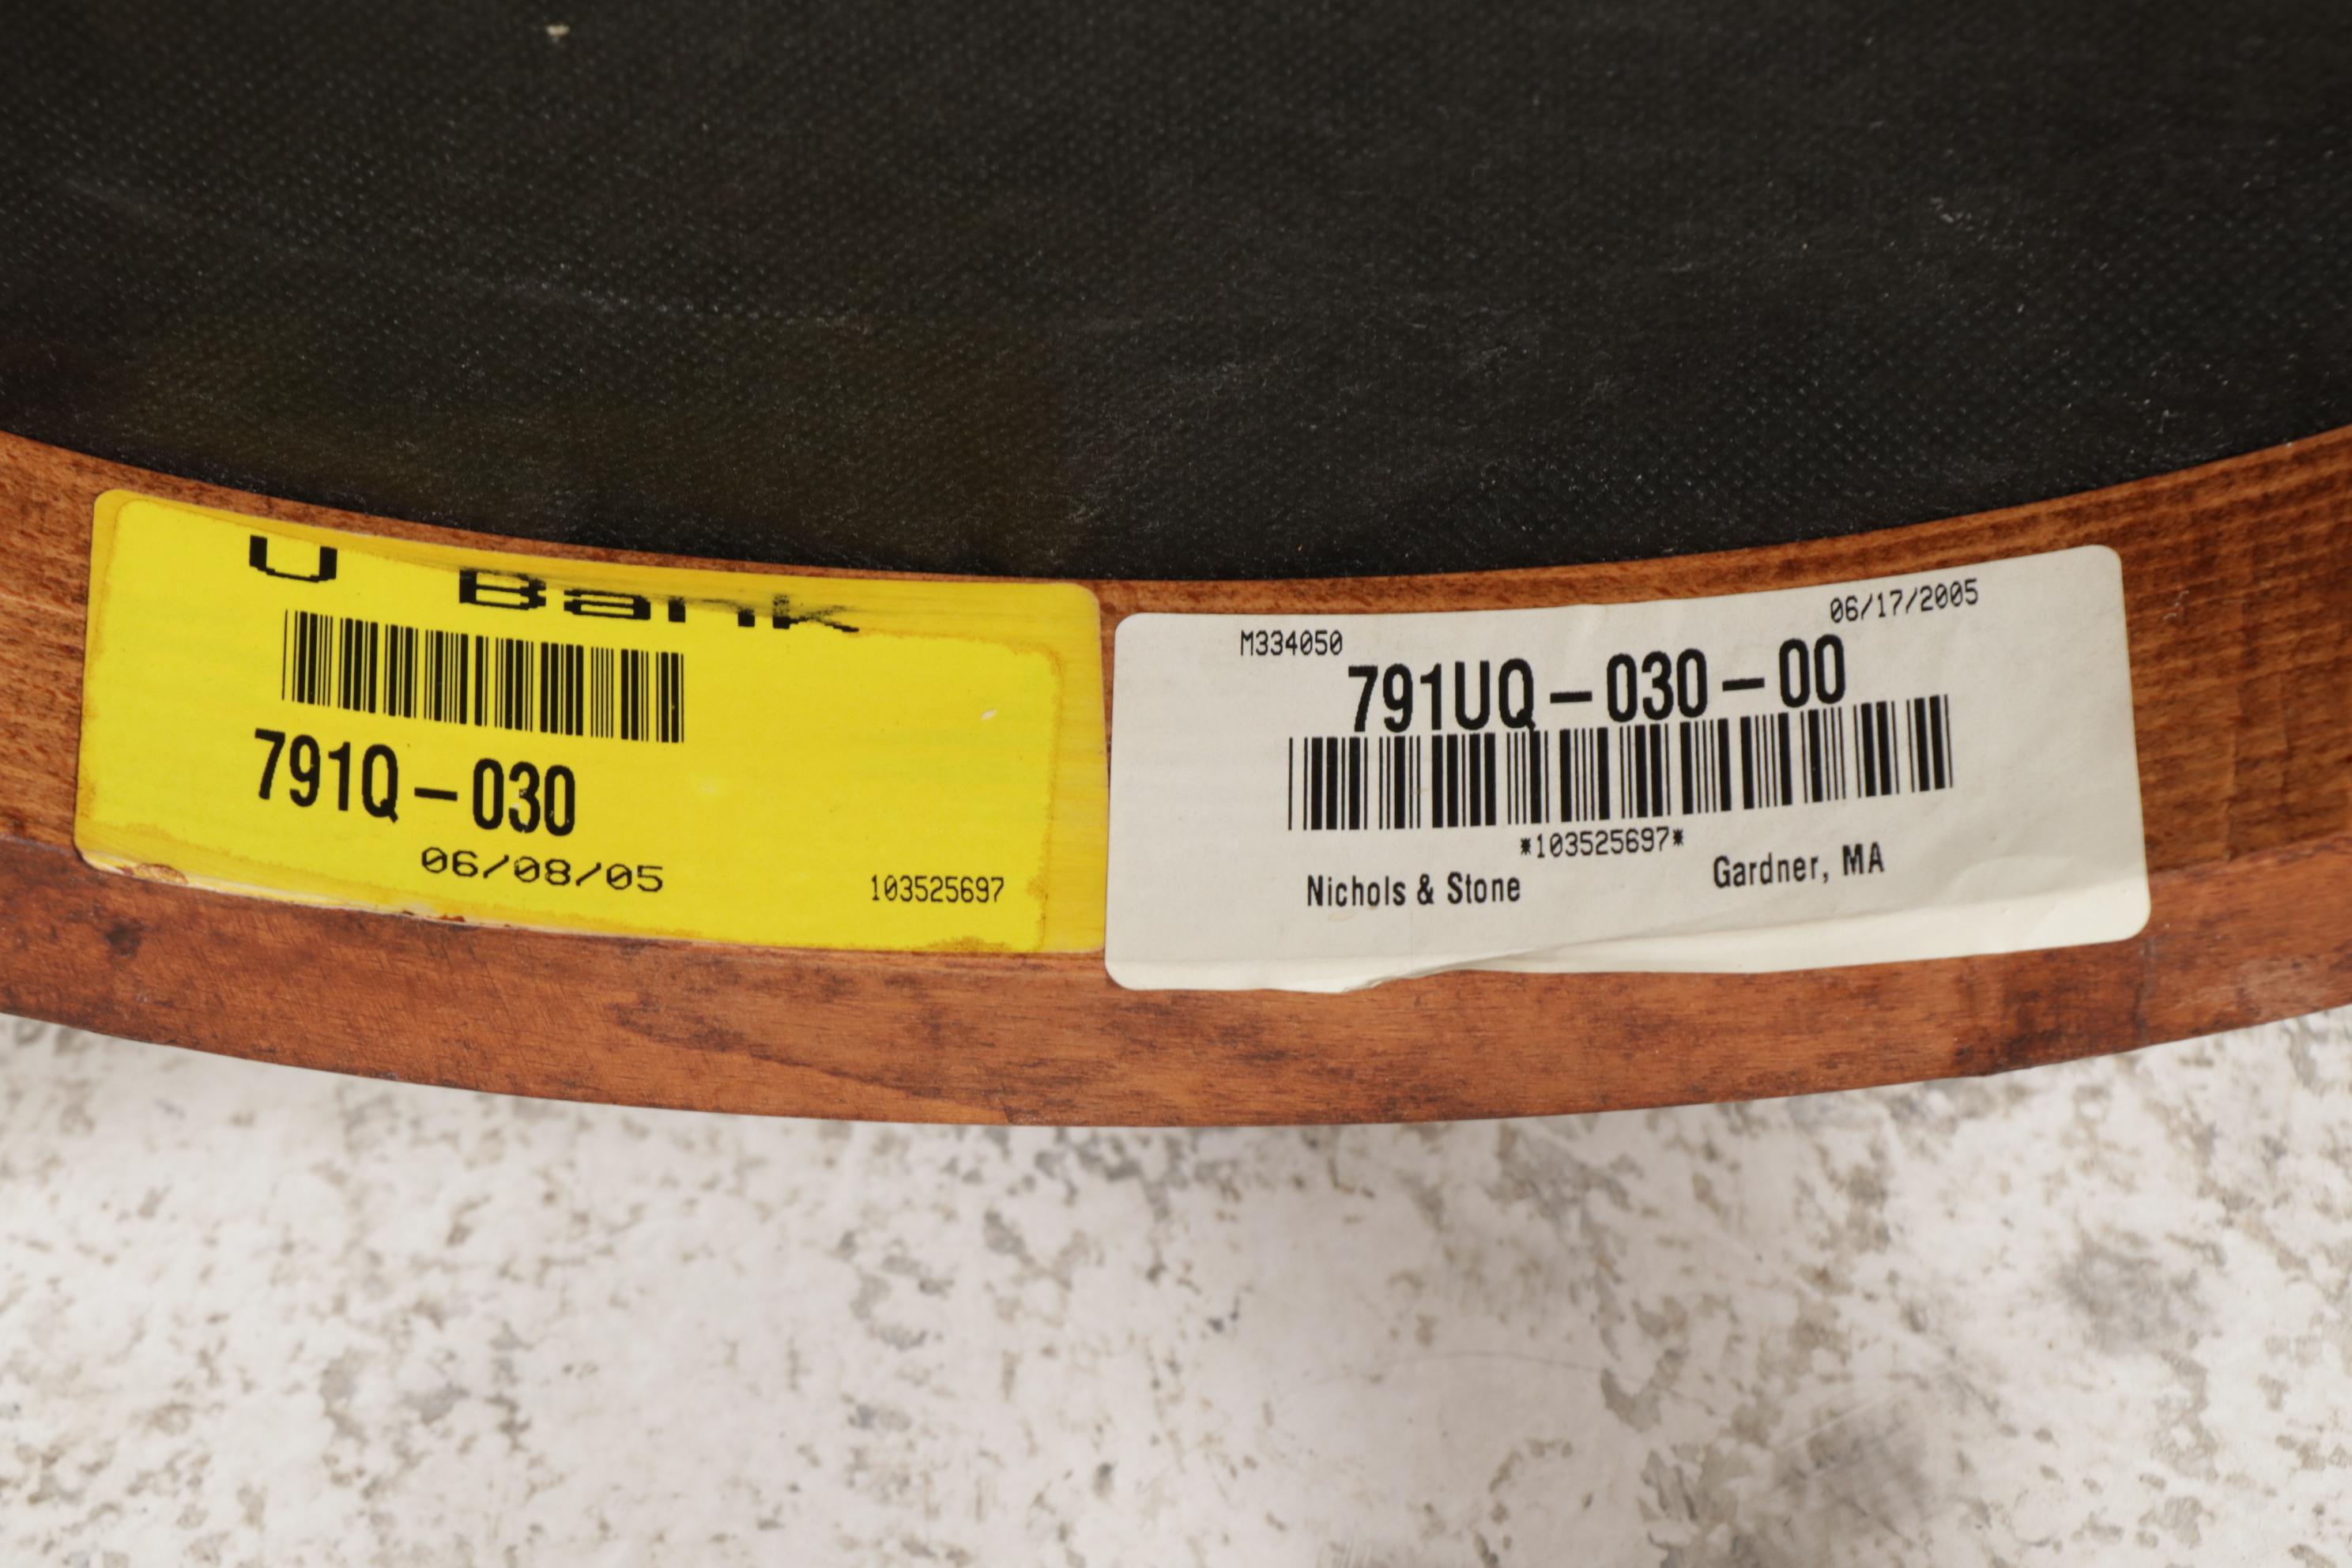 U Bank
791Q-030
06/08/05
103525697
06/17/2005
M334050
791UQ-030-00
*103525697*
Nichols & Stone Gardner, MA